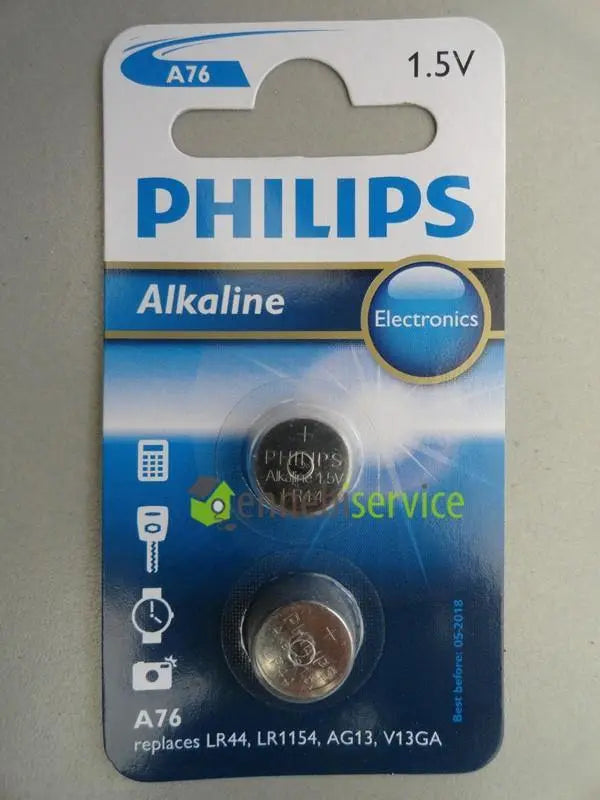 A76
1.5V
PHILIPS
Alkaline
Electronics
+
PHILIPS
Alkaline 1.5V
LR44
service
+
Best before: 05-2018
A76
replaces LR44, LR1154, AG13, V13GA